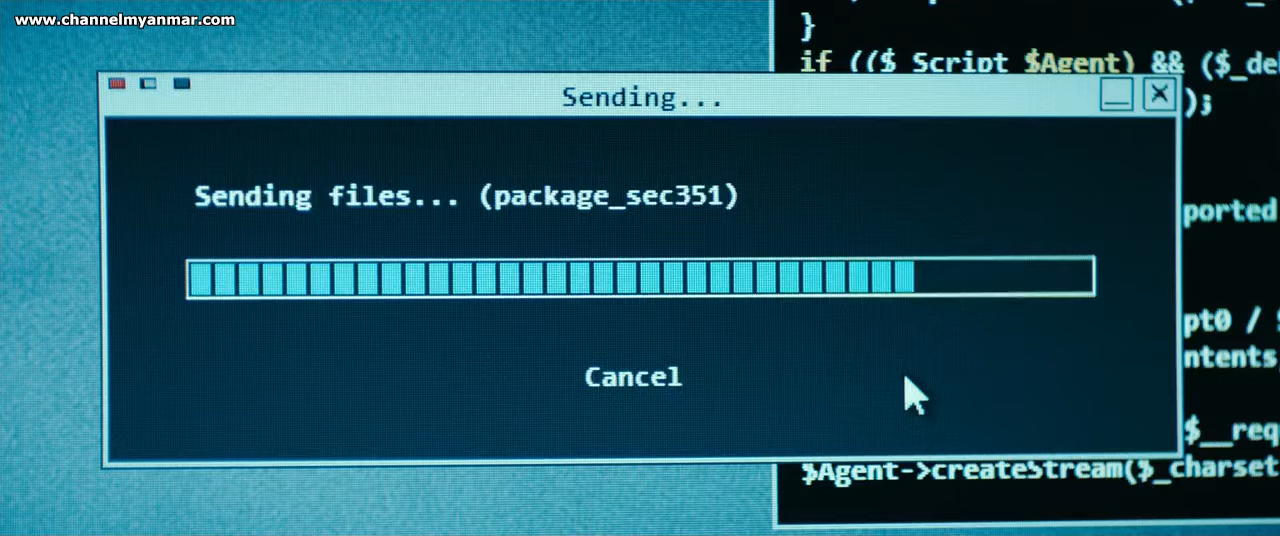 www.channelmyanmar.com
}
if (($ Script $Agent) && ($_de
);
Sending...
Sending files... (package_sec351)
ported
pt0 /
ntents
Cancel
$__req
$Agent->createStream($_charset